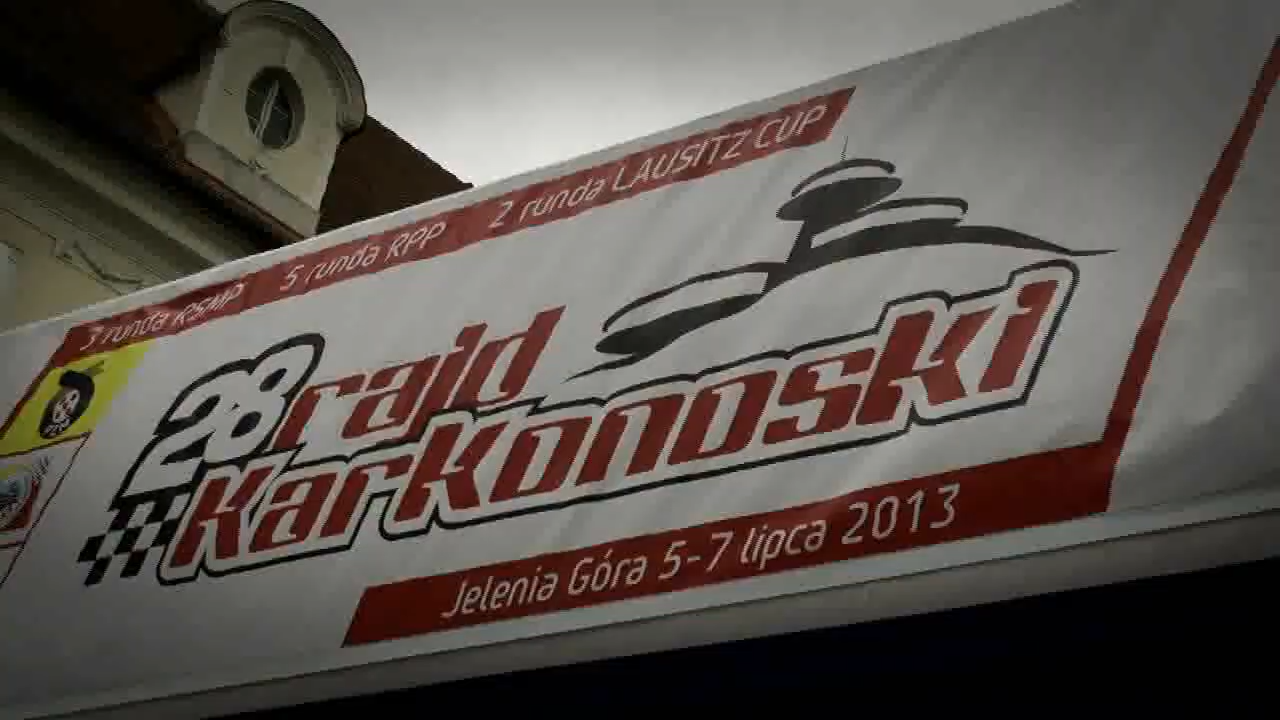 3 runda RSMP 5 runda RPP 2 runda LAUSITZ CUP
28 rajd
Karkonoski
Jelenia Góra 5-7 lipca 2013